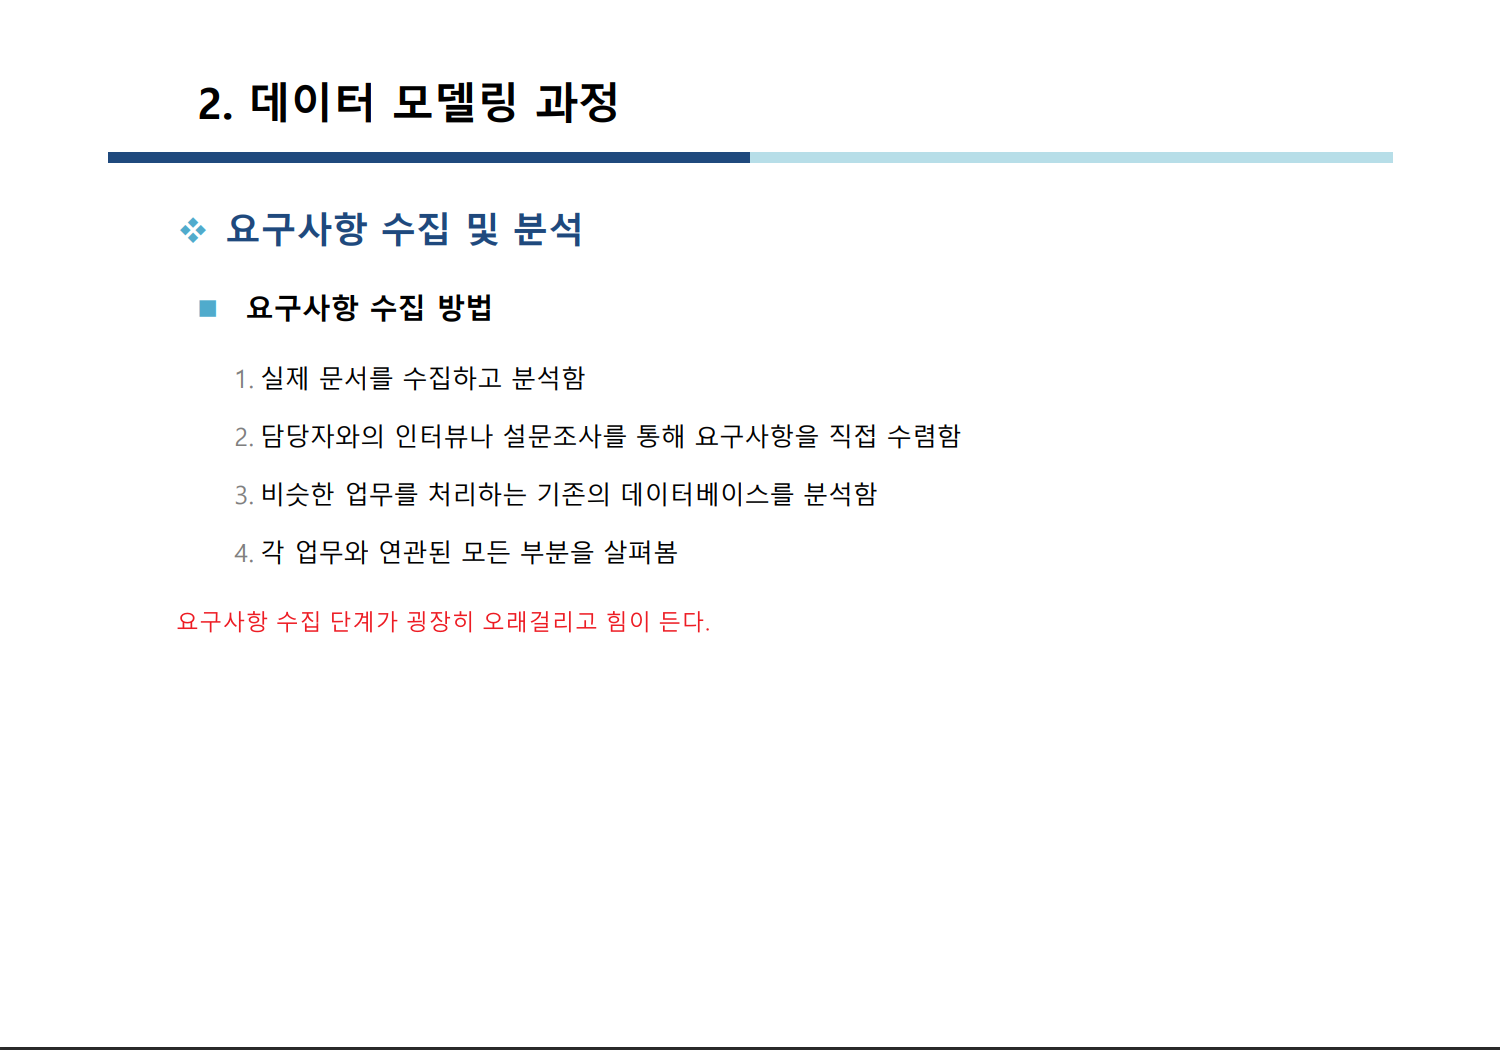 2. 데이터 모델링 과정
❖ 요구사항 수집 및 분석
■ 요구사항 수집 방법
1. 실제 문서를 수집하고 분석함
2. 담당자와의 인터뷰나 설문조사를 통해 요구사항을 직접 수렴함
3. 비슷한 업무를 처리하는 기존의 데이터베이스를 분석함
4. 각 업무와 연관된 모든 부분을 살펴봄
요구사항 수집 단계가 굉장히 오래걸리고 힘이 든다.